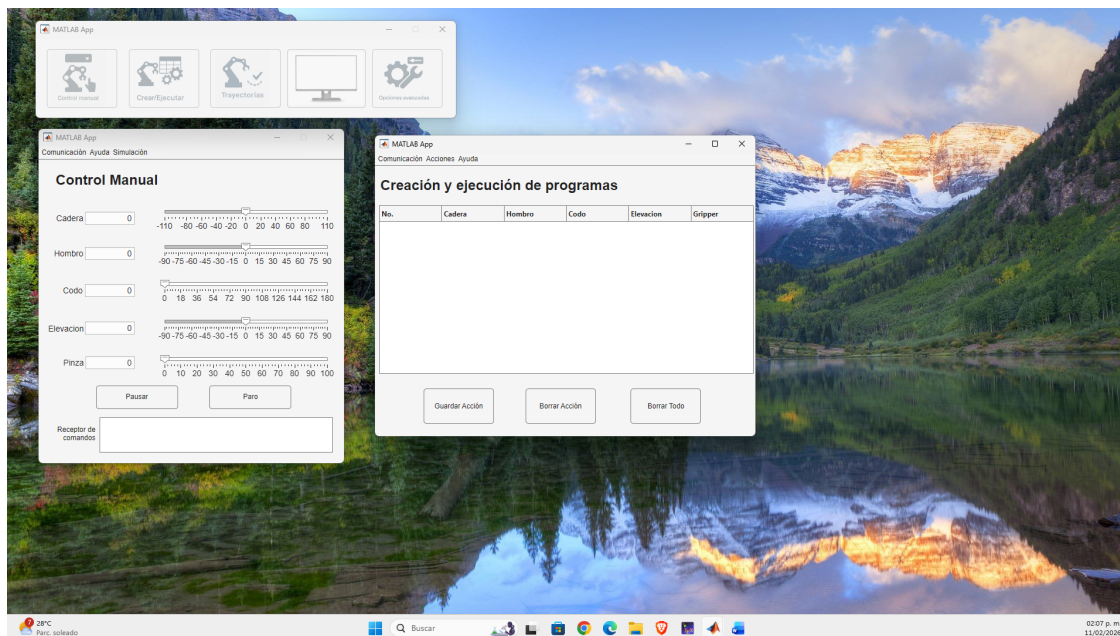 MATLAB App
Control manual
Crear/Ejecutar
Trayectorias
Opciones avanzadas
MATLAB App
Comunicación Ayuda Simulación
Control Manual
Cadera 0
-110 -80 -60 -40 -20 0 20 40 60 80 110
Hombro 0
-90 -75 -60 -45 -30 -15 0 15 30 45 60 75 90
Codo 0
0 18 36 54 72 90 108 126 144 162 180
Elevacion 0
-90 -75 -60 -45 -30 -15 0 15 30 45 60 75 90
Pinza 0
0 10 20 30 40 50 60 70 80 90 100
Pausar Paro
Receptor de
comandos
MATLAB App
Comunicación Acciones Ayuda
Creación y ejecución de programas
No. Cadera Hombro Codo Elevacion Gripper
Guardar Acción Borrar Acción Borrar Todo
7
28°C
Parc. soleado
Buscar
02:07 p. m